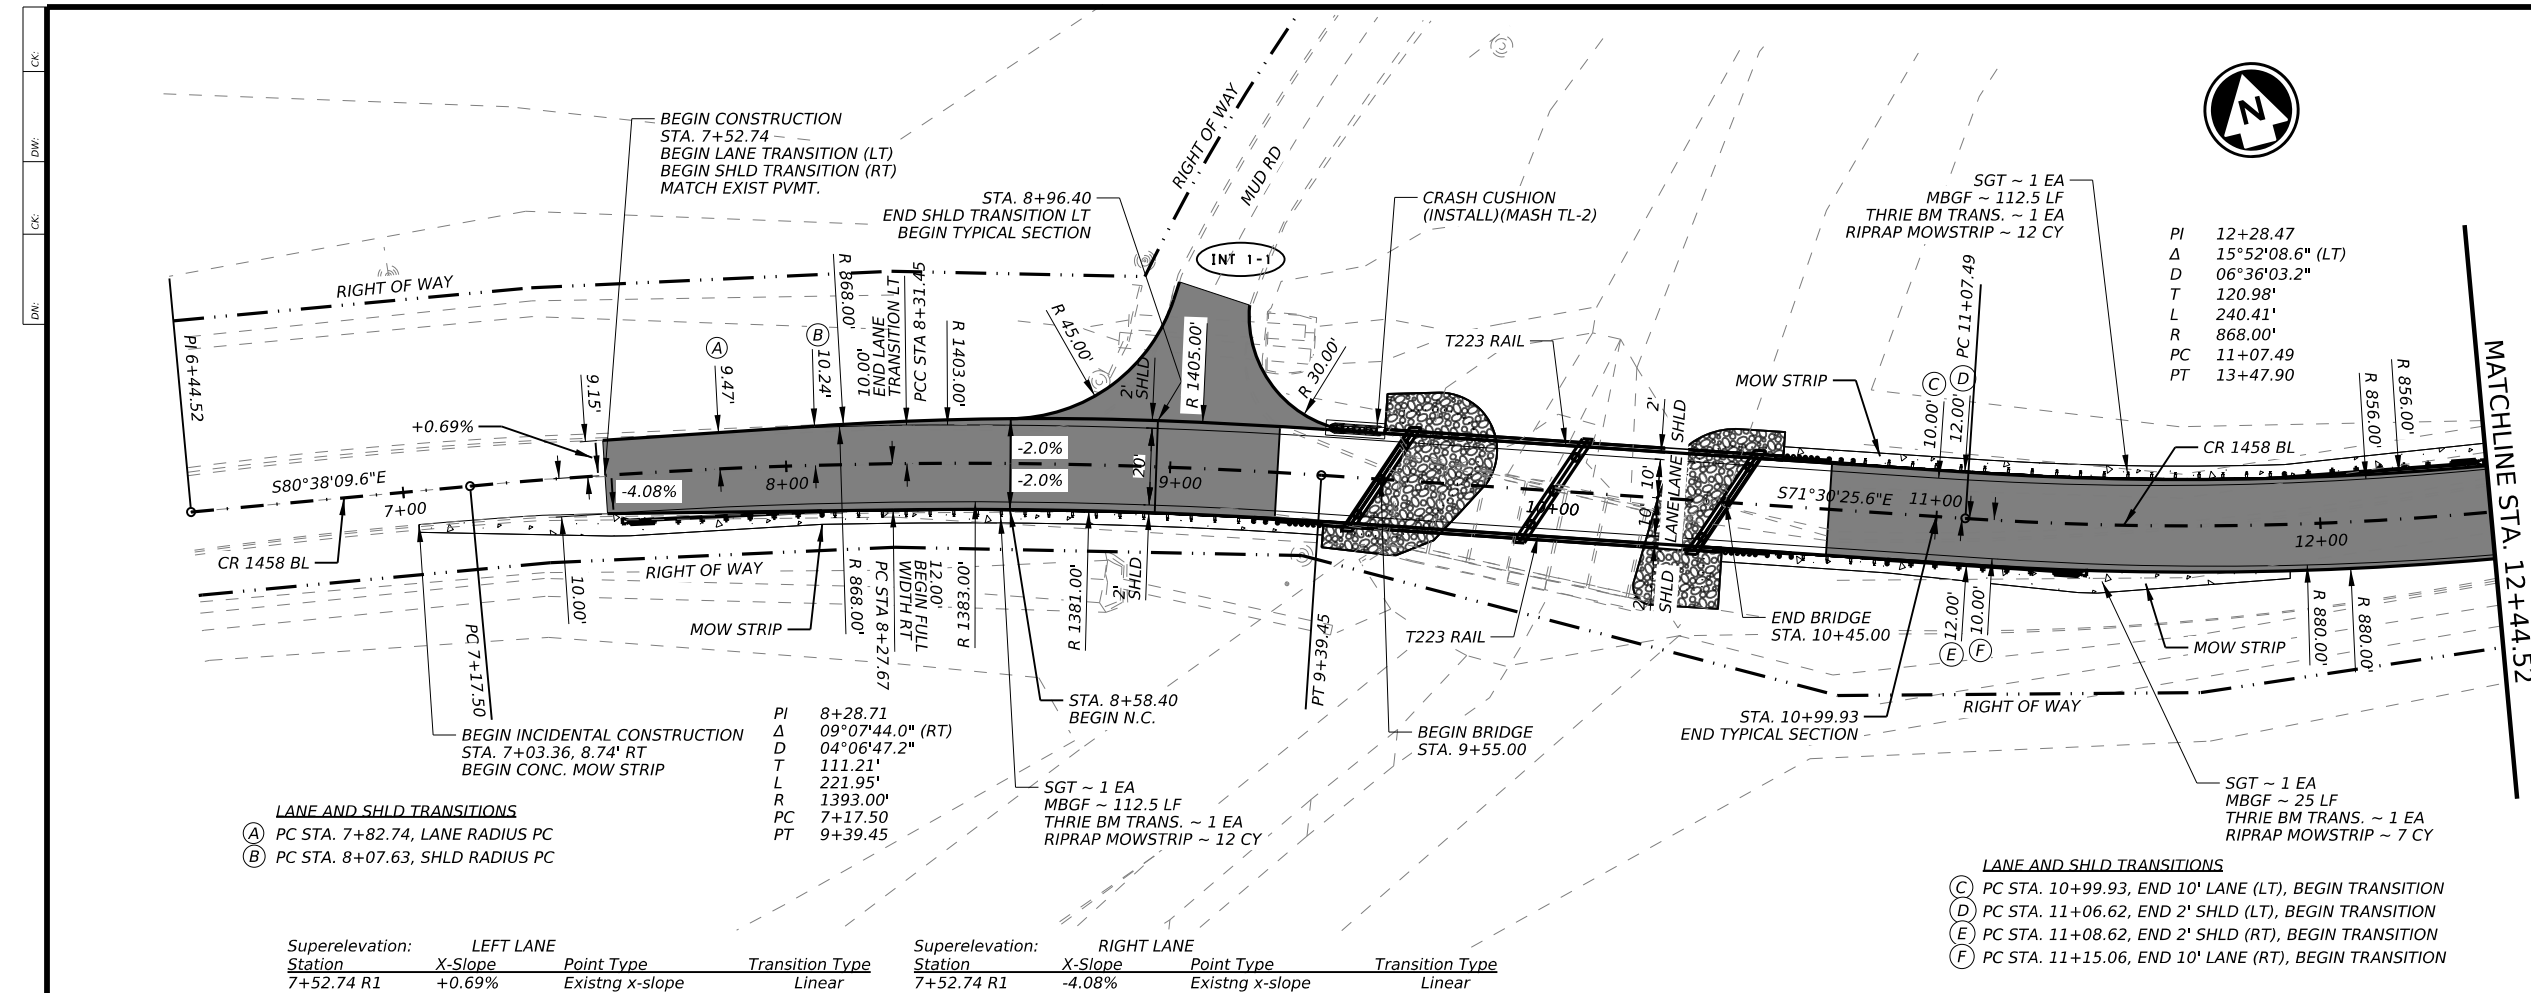 CK:
DW:
CK:
DN:
BEGIN CONSTRUCTION
STA. 7+52.74
BEGIN LANE TRANSITION (LT)
BEGIN SHLD TRANSITION (RT)
MATCH EXIST PVMT.
STA. 8+96.40
END SHLD TRANSITION LT
BEGIN TYPICAL SECTION
RIGHT OF WAY
MUD RD
INT 1-1
CRASH CUSHION
(INSTALL)(MASH TL-2)
SGT ~ 1 EA
MBGF ~ 112.5 LF
THRIE BM TRANS. ~ 1 EA
RIPRAP MOWSTRIP ~ 12 CY
N
PI 12+28.47
Δ 15°52'08.6" (LT)
D 06°36'03.2"
T 120.98'
L 240.41'
R 868.00'
PC 11+07.49
PT 13+47.90
RIGHT OF WAY
PI 6+44.52
9.15'
A
9.47'
B
10.24'
R 868.00'
10.00'
END LANE
TRANSITION LT
PCC STA 8+31.45
R 1403.00'
R 45.00'
2'
SHLD
R 1405.00'
R 30.00'
T223 RAIL
MOW STRIP
2'
SHLD
LANE
10'
LANE
10'
SHLD
2'
C
10.00'
D
12.00'
PC 11+07.49
R 856.00'
R 856.00'
CR 1458 BL
MATCHLINE STA. 12+44.52
+0.69%
S80°38'09.6"E
7+00
-4.08%
8+00
-2.0%
-2.0%
20'
9+00
10+00
S71°30'25.6"E
11+00
12+00
CR 1458 BL
10.00'
RIGHT OF WAY
MOW STRIP
PC 7+17.50
R 868.00'
PC STA 8+27.67
12.00'
BEGIN FULL
WIDTH RT
R 1383.00'
R 1381.00'
2'
SHLD
PT 9+39.45
T223 RAIL
END BRIDGE
STA. 10+45.00
12.00'
E
10.00'
F
MOW STRIP
R 880.00'
R 880.00'
BEGIN INCIDENTAL CONSTRUCTION
STA. 7+03.36, 8.74' RT
BEGIN CONC. MOW STRIP
PI 8+28.71
Δ 09°07'44.0" (RT)
D 04°06'47.2"
T 111.21'
L 221.95'
R 1393.00'
PC 7+17.50
PT 9+39.45
STA. 8+58.40
BEGIN N.C.
SGT ~ 1 EA
MBGF ~ 112.5 LF
THRIE BM TRANS. ~ 1 EA
RIPRAP MOWSTRIP ~ 12 CY
BEGIN BRIDGE
STA. 9+55.00
STA. 10+99.93
END TYPICAL SECTION
RIGHT OF WAY
SGT ~ 1 EA
MBGF ~ 25 LF
THRIE BM TRANS. ~ 1 EA
RIPRAP MOWSTRIP ~ 7 CY
LANE AND SHLD TRANSITIONS
A PC STA. 7+82.74, LANE RADIUS PC
B PC STA. 8+07.63, SHLD RADIUS PC
LANE AND SHLD TRANSITIONS
C PC STA. 10+99.93, END 10' LANE (LT), BEGIN TRANSITION
D PC STA. 11+06.62, END 2' SHLD (LT), BEGIN TRANSITION
E PC STA. 11+08.62, END 2' SHLD (RT), BEGIN TRANSITION
F PC STA. 11+15.06, END 10' LANE (RT), BEGIN TRANSITION
Superelevation: LEFT LANE
Station X-Slope Point Type Transition Type
7+52.74 R1 +0.69% Existng x-slope Linear
Superelevation: RIGHT LANE
Station X-Slope Point Type Transition Type
7+52.74 R1 -4.08% Existng x-slope Linear